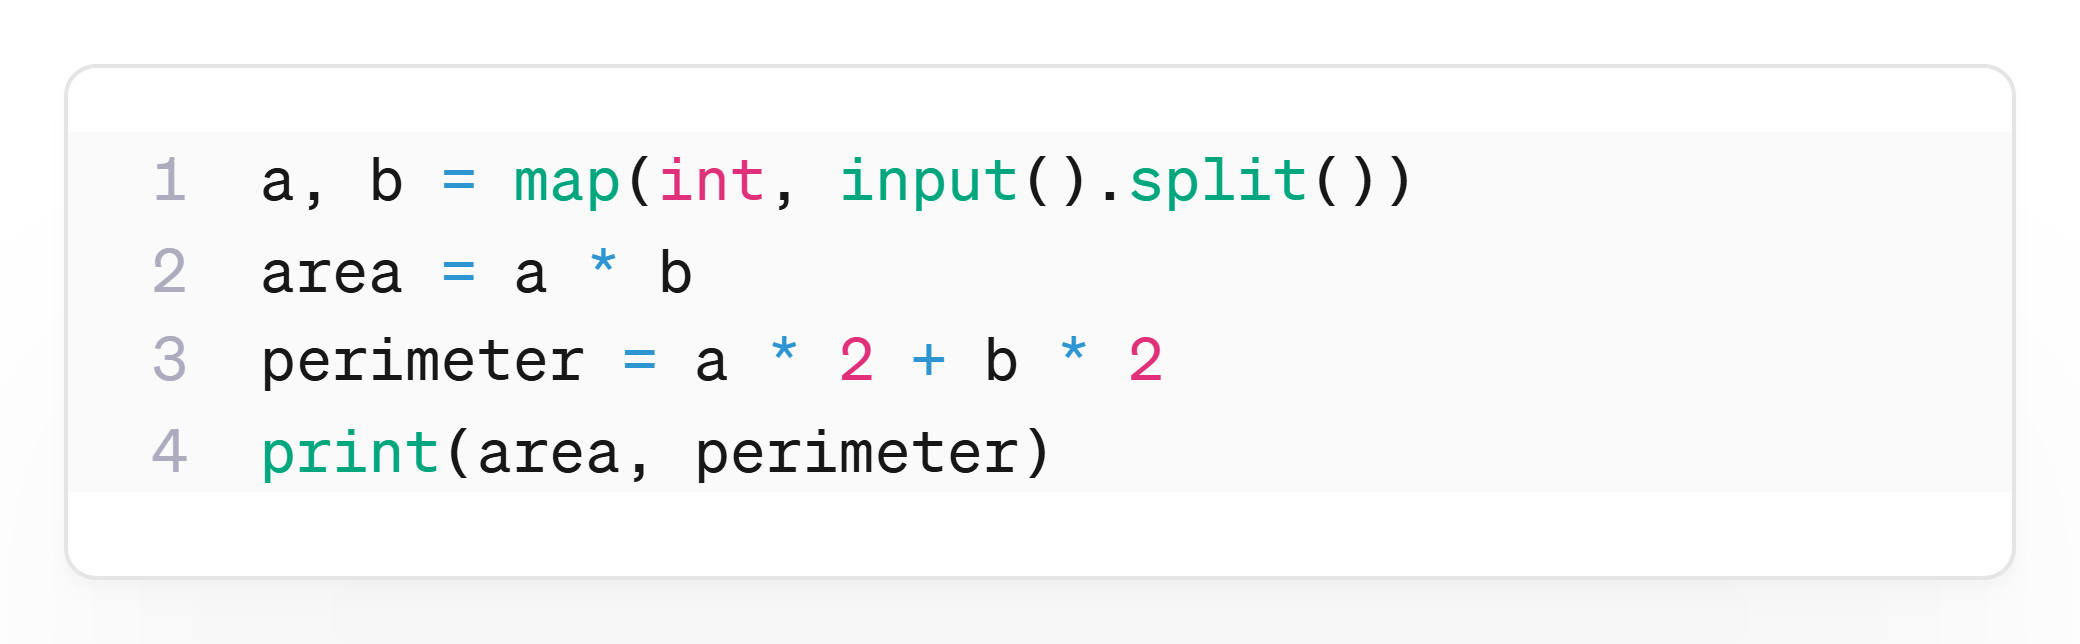 1 a, b = map(int, input().split())
2 area = a * b
3 perimeter = a * 2 + b * 2
4 print(area, perimeter)